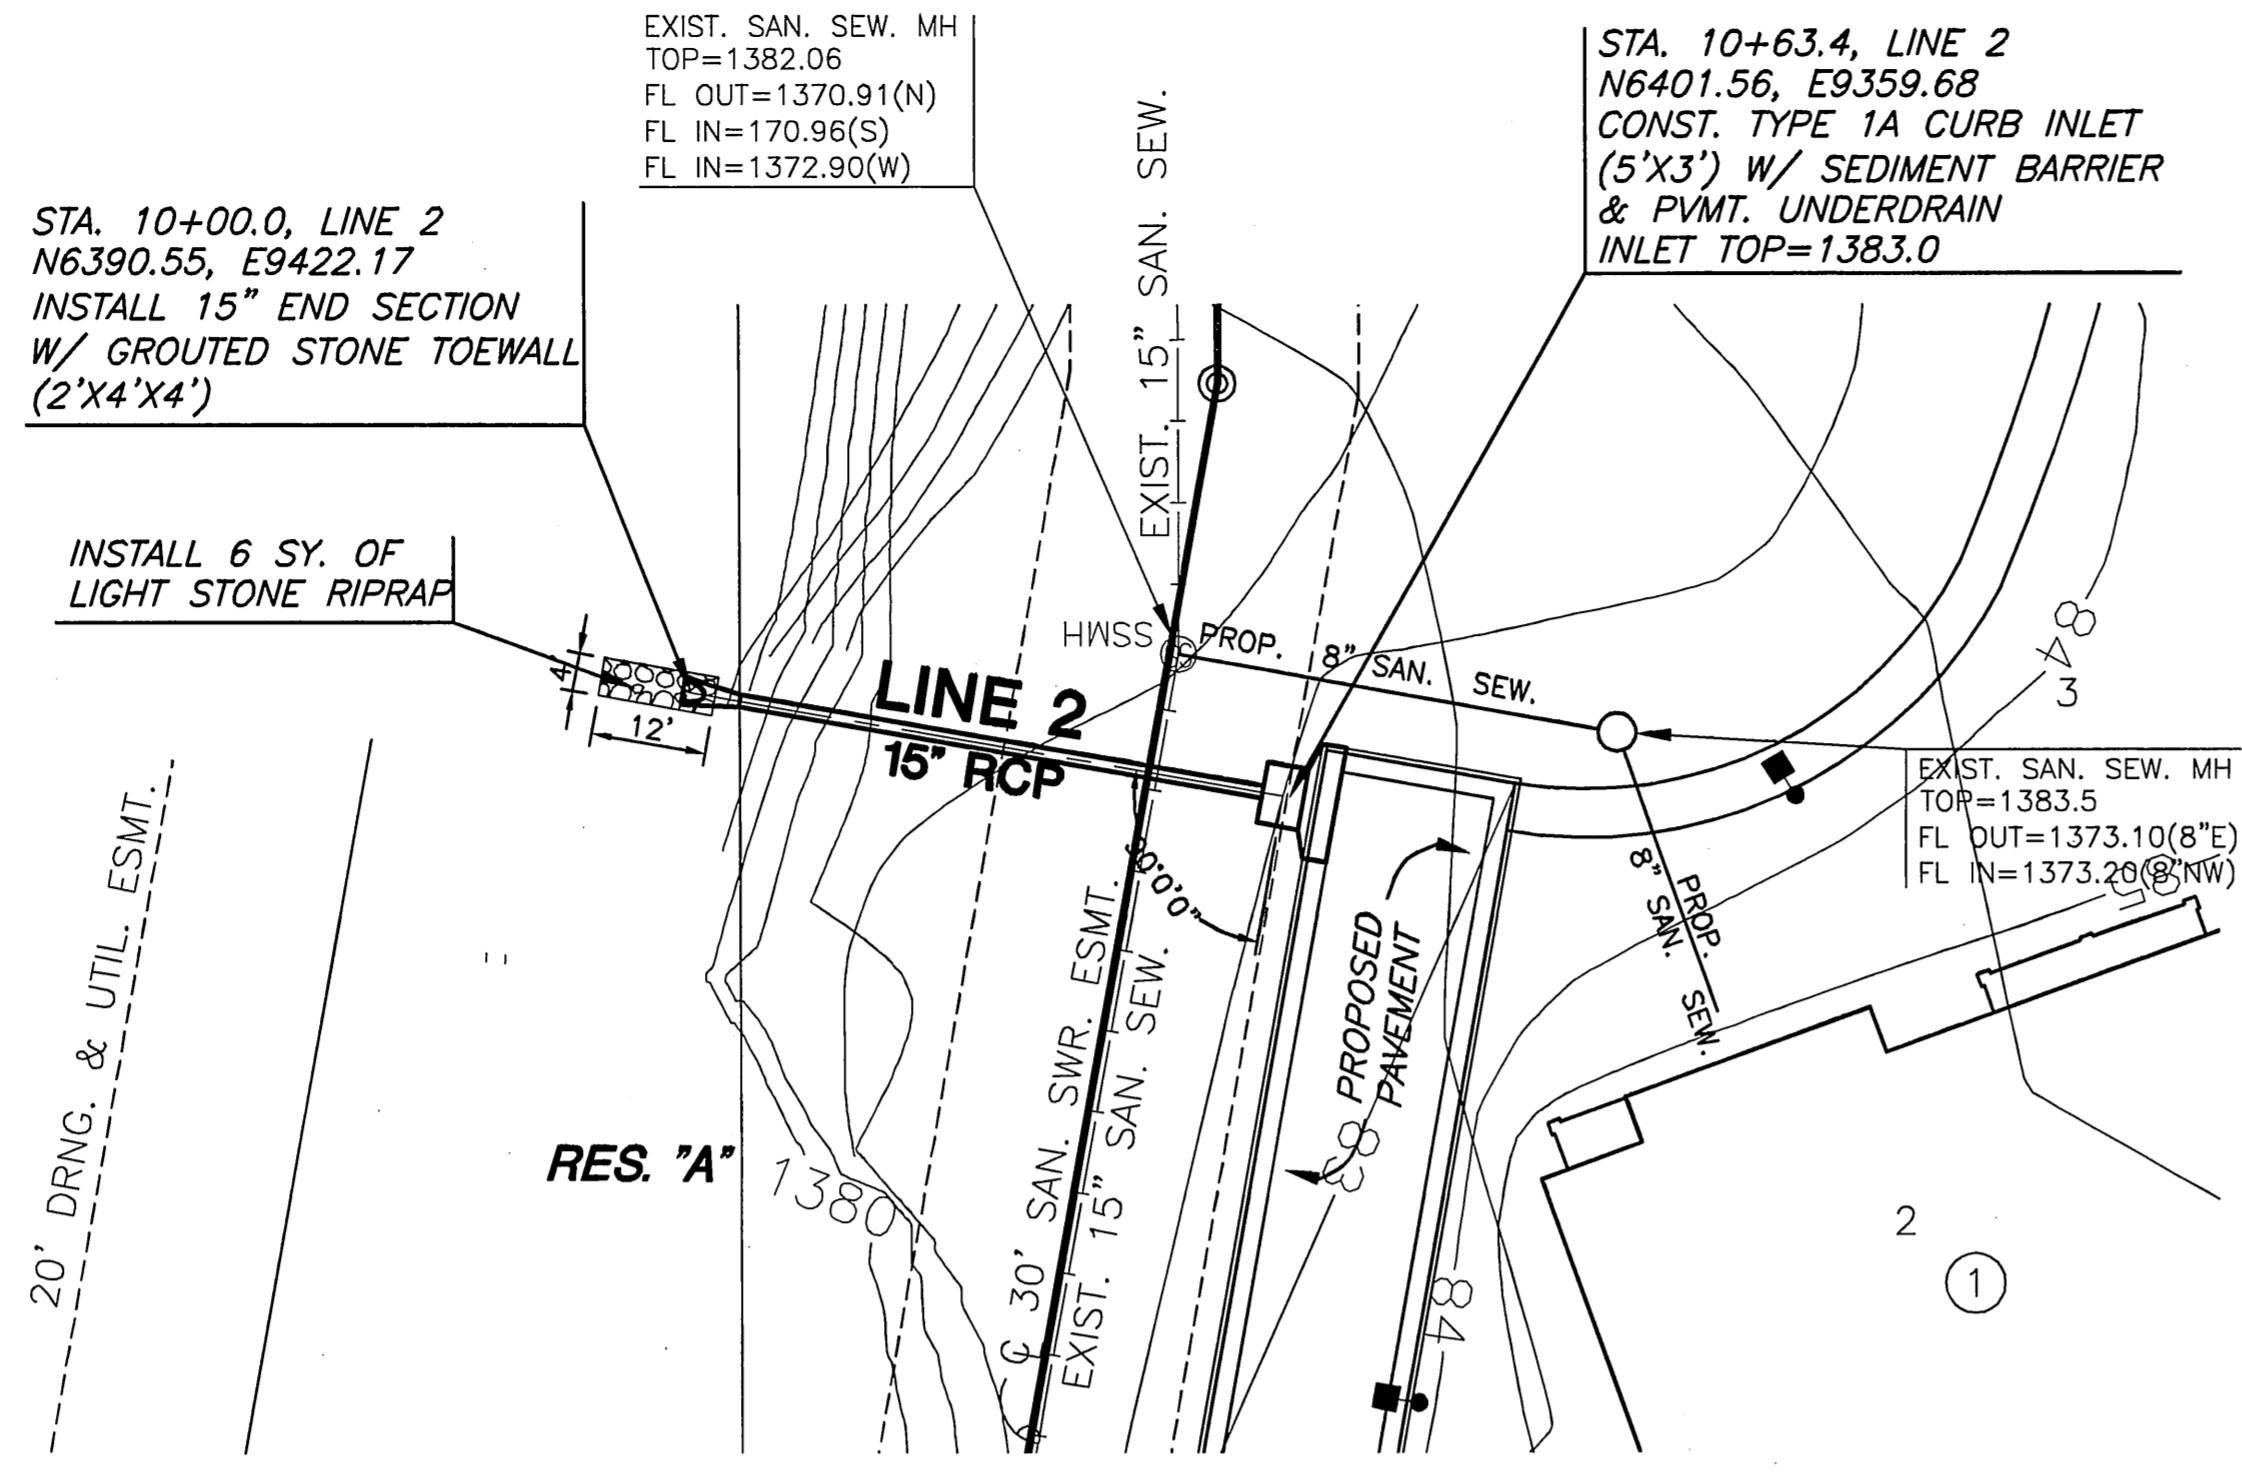 EXIST. SAN. SEW. MH
TOP=1382.06
FL OUT=1370.91(N)
FL IN=170.96(S)
FL IN=1372.90(W)
STA. 10+63.4, LINE 2
N6401.56, E9359.68
CONST. TYPE 1A CURB INLET
(5'X3') W/ SEDIMENT BARRIER
& PVMT. UNDERDRAIN
INLET TOP=1383.0
STA. 10+00.0, LINE 2
N6390.55, E9422.17
INSTALL 15" END SECTION
W/ GROUTED STONE TOEWALL
(2'X4'X4')
INSTALL 6 SY. OF
LIGHT STONE RIPRAP
EXIST. 15" SAN. SEW.
SSMH
PROP. 8" SAN. SEW.
4'
12'
LINE 2
15" RCP
84
3
EXIST. SAN. SEW. MH
TOP=1383.5
FL OUT=1373.10(8"E)
FL IN=1373.20(8"NW)
PROP.
8" SAN. SEW.
90°0'0"
PROPOSED
PAVEMENT
20' DRNG. & UTIL. ESMT.
℄ 30' SAN. SWR. ESMT.
EXIST. 15" SAN. SEW.
RES. "A"
1380
83
84
2
1